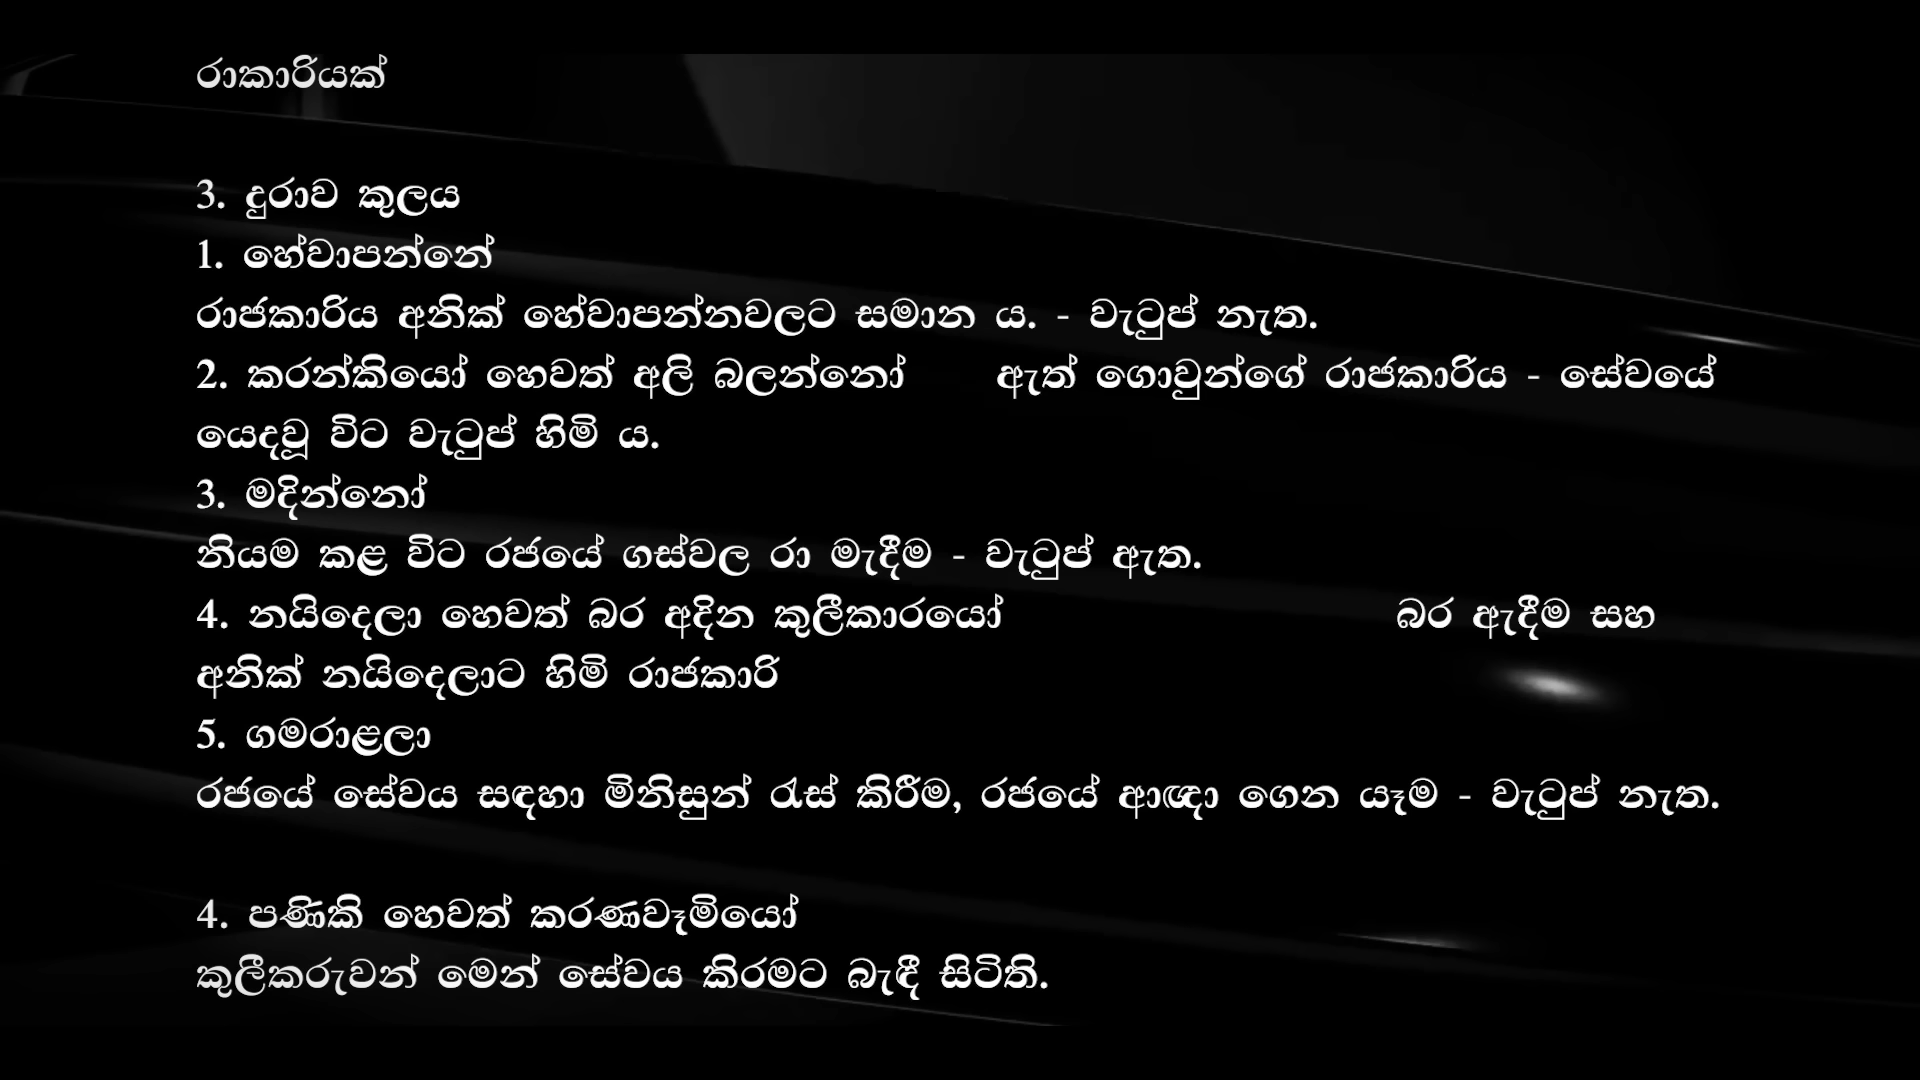 රාකාරියක්
3. දුරාව කුලය
1. හේවාපන්නේ
රාජකාරිය අනික් හේවාපන්නවලට සමාන ය. - වැටුප් නැත.
2. කරන්කියෝ හෙවත් අලි බලන්නෝ ඇත් ගොවුන්ගේ රාජකාරිය - සේවයේ
යෙදවූ විට වැටුප් හිමි ය.
3. මදින්නෝ
නියම කළ විට රජයේ ගස්වල රා මැදීම - වැටුප් ඇත.
4. නයිදෙලා හෙවත් බර අදින කුලීකාරයෝ බර ඇදීම සහ
අනික් නයිදෙලාට හිමි රාජකාරි
5. ගමරාළලා
රජයේ සේවය සඳහා මිනිසුන් රැස් කිරීම, රජයේ ආඥා ගෙන යෑම - වැටුප් නැත.
4. පණිකි හෙවත් කරණවෑමියෝ
කුලීකරුවන් මෙන් සේවය කිරමට බැඳී සිටිති.